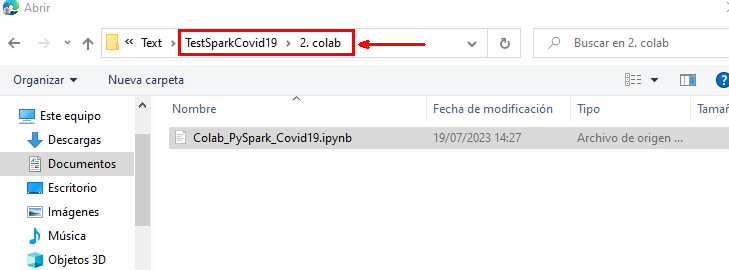 Abrir
« Text > TestSparkCovid19 > 2. colab
Buscar en 2. colab
Organizar
Nueva carpeta
Nombre
Fecha de modificación
Tipo
Tamañ
Este equipo
Descargas
Documentos
Escritorio
Imágenes
Música
Objetos 3D
Colab_PySpark_Covid19.ipynb
19/07/2023 14:27
Archivo de origen ...